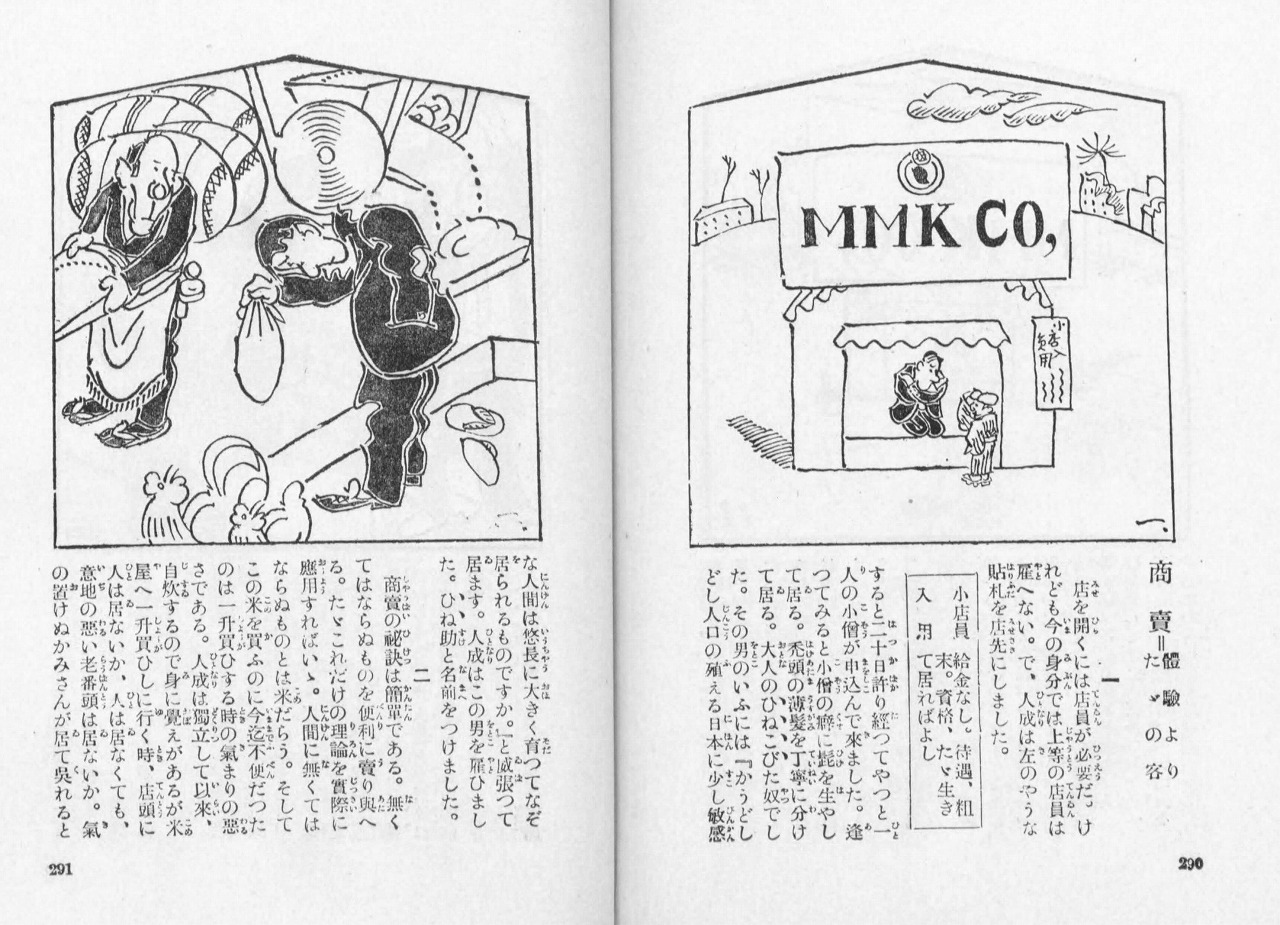 MMK CO,
小店員入用
一、
商賣=體驗より
たゞの客
一
店を開くには店員が必要だ。け
れども今の身分では上等の店員は
雇へない。で、人成は左のやうな
貼札を店先にしました。
小店員 給金なし。待遇、粗
末。資格、たゞ生き
入用 て居ればよし
すると二十日許り經つてやつと一
人の小僧が申込んで來ました。逢
つてみると小僧の癖に髭を生やし
て居る。禿頭の薄髮を丁寧に分け
て居る。大人のひねこびた奴でし
た。その男のいふには『かうどし
どし人口の殖える日本に少し敏感
290
な人間は悠長に大きく育つてなぞ
居られるものですか。』と威張つて
居ます。人成はこの男を雇ひまし
た。ひね助と名前をつけました。
二
商賣の祕訣は簡單である。無く
てはならぬものを便利に賣り與へ
る。たゞこれだけの理論を實際に
應用すればいゝ。人間に無くては
ならぬものとは米だらう。そして
この米を買ふのに今迄不便だつた
のは一升買ひする時の氣まりの惡
さである。人成は獨立して以來、
自炊するので身に覺えがあるが米
屋へ一升買ひしに行く時、店頭に
人は居ないか、人は居なくても、
意地の惡い老番頭は居ないか。氣
の置けぬかみさんが居て吳れると
291